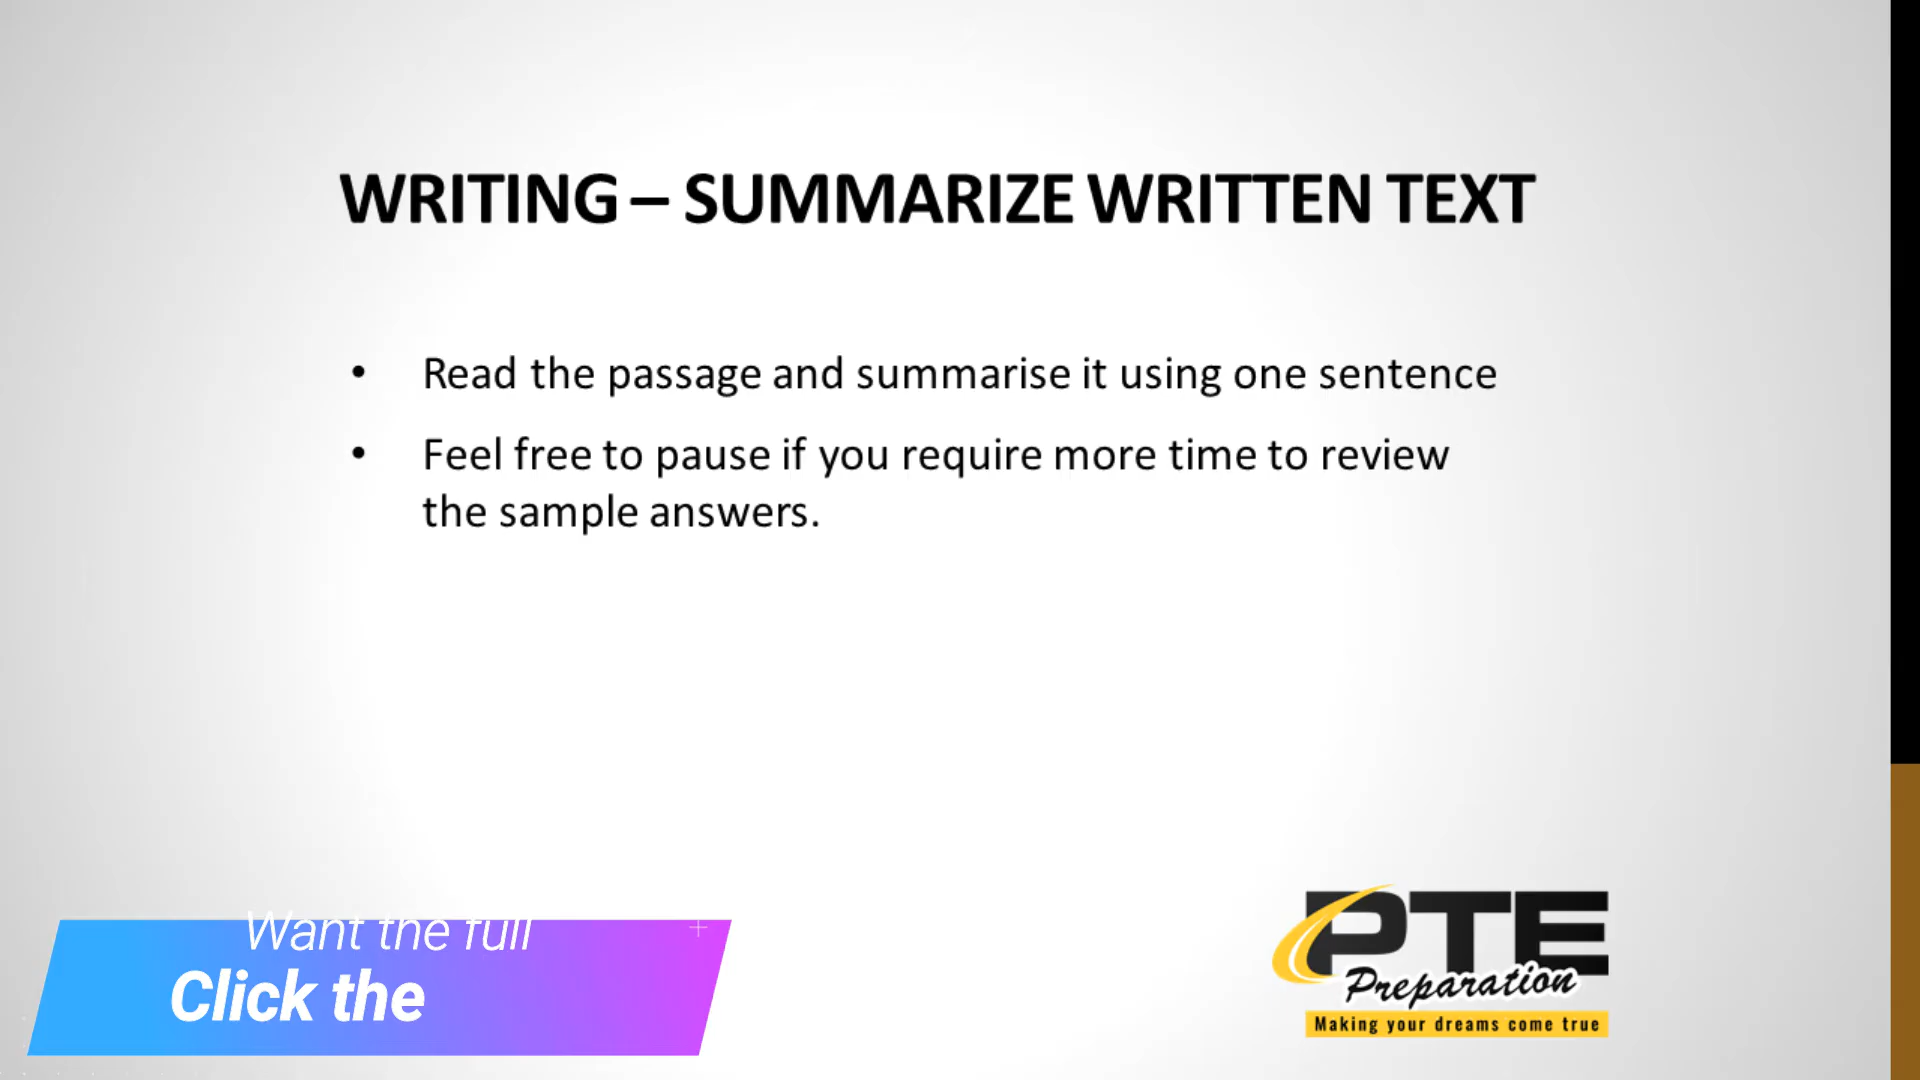 WRITING – SUMMARIZE WRITTEN TEXT
• Read the passage and summarise it using one sentence
• Feel free to pause if you require more time to review
the sample answers.
Want the full
Click the
PTE
Preparation
Making your dreams come true